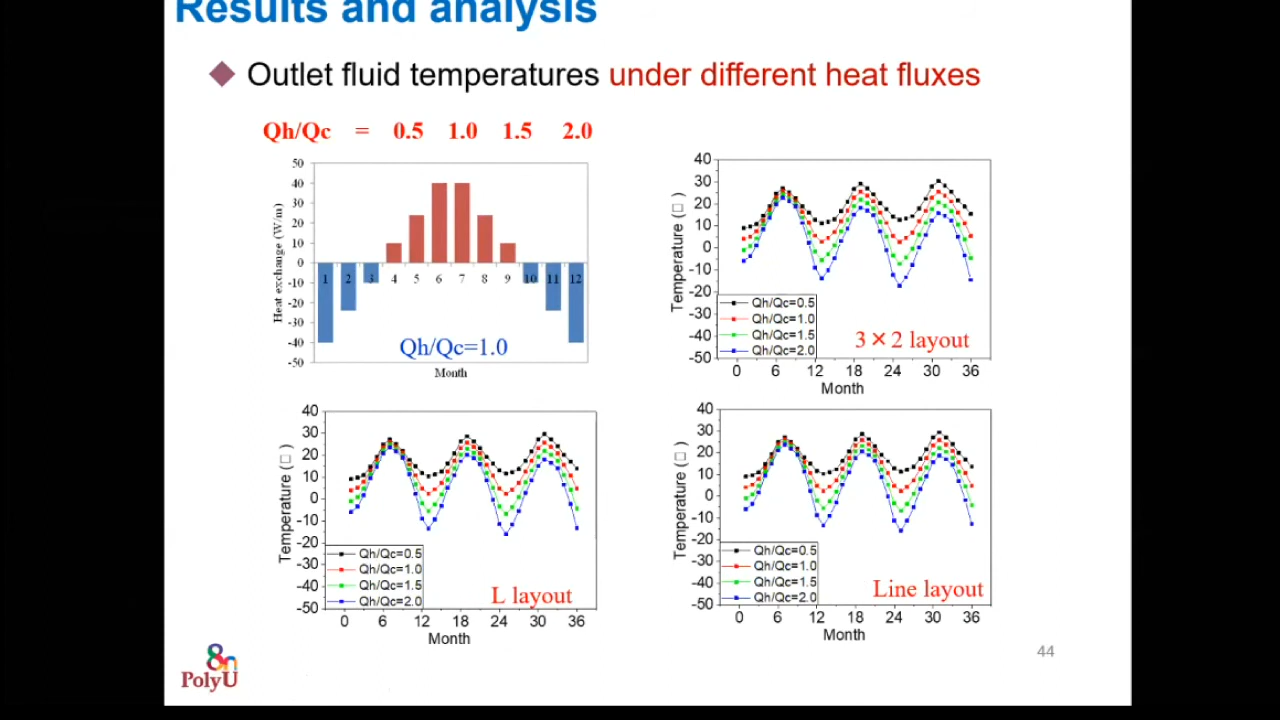 Results and analysis
Outlet fluid temperatures under different heat fluxes
Qh/Qc = 0.5 1.0 1.5 2.0
50
40
30
20
10
0
-10
-20
-30
-40
-50
Heat exchange (W/m)
1 2 3 4 5 6 7 8 9 10 11 12
Qh/Qc=1.0
Month
40
30
20
10
0
-10
-20
-30
-40
-50
Temperature (□)
Qh/Qc=0.5
Qh/Qc=1.0
Qh/Qc=1.5
Qh/Qc=2.0
3×2 layout
0 6 12 18 24 30 36
Month
40
30
20
10
0
-10
-20
-30
-40
-50
Temperature (□)
Qh/Qc=0.5
Qh/Qc=1.0
Qh/Qc=1.5
Qh/Qc=2.0
L layout
0 6 12 18 24 30 36
Month
40
30
20
10
0
-10
-20
-30
-40
-50
Temperature (□)
Qh/Qc=0.5
Qh/Qc=1.0
Qh/Qc=1.5
Qh/Qc=2.0
Line layout
0 6 12 18 24 30 36
Month
PolyU
44